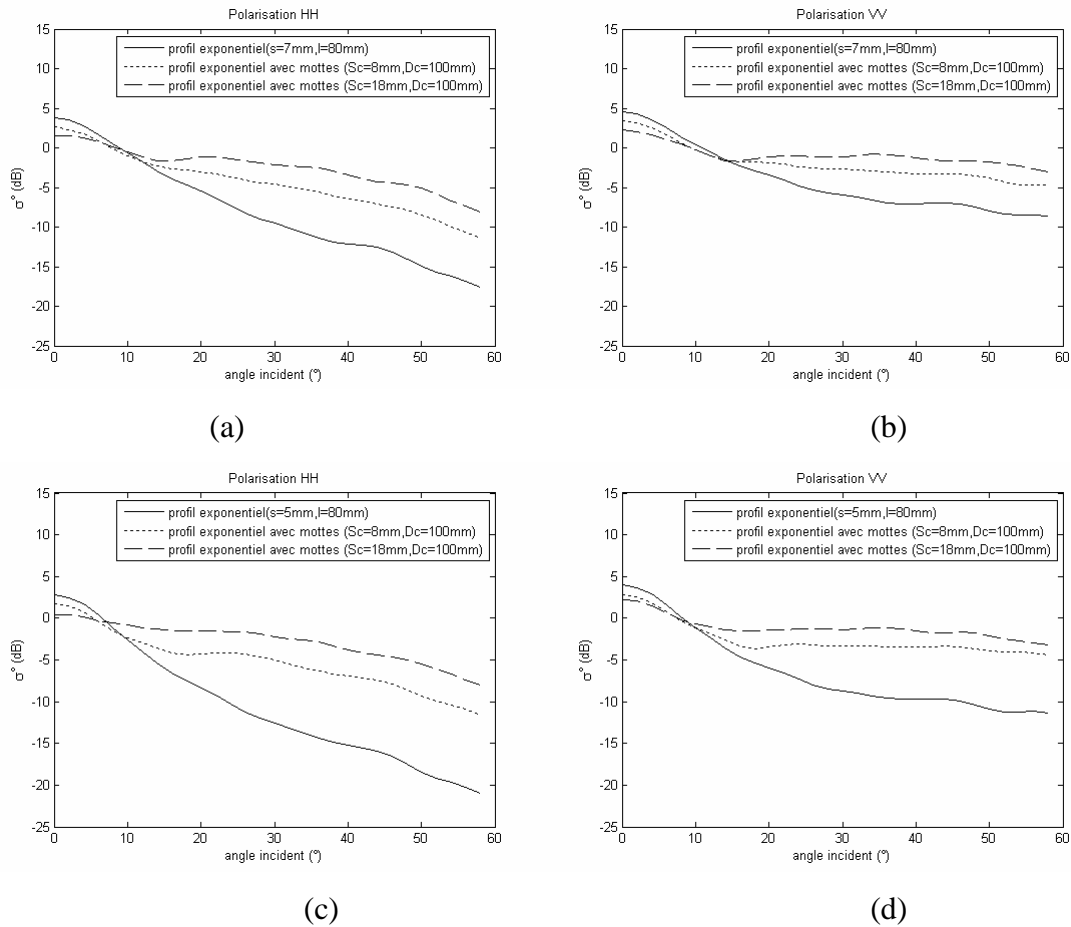 Polarisation HH
15
10
5
0
-5
-10
-15
-20
-25
σ° (dB)
profil exponentiel(s=7mm,l=80mm)
profil exponentiel avec mottes (Sc=8mm,Dc=100mm)
profil exponentiel avec mottes (Sc=18mm,Dc=100mm)
0 10 20 30 40 50 60
angle incident (°)
(a)
Polarisation VV
15
10
5
0
-5
-10
-15
-20
-25
σ° (dB)
profil exponentiel(s=7mm,l=80mm)
profil exponentiel avec mottes (Sc=8mm,Dc=100mm)
profil exponentiel avec mottes (Sc=18mm,Dc=100mm)
0 10 20 30 40 50 60
angle incident (°)
(b)
Polarisation HH
15
10
5
0
-5
-10
-15
-20
-25
σ° (dB)
profil exponentiel(s=5mm,l=80mm)
profil exponentiel avec mottes (Sc=8mm,Dc=100mm)
profil exponentiel avec mottes (Sc=18mm,Dc=100mm)
0 10 20 30 40 50 60
angle incident (°)
(c)
Polarisation VV
15
10
5
0
-5
-10
-15
-20
-25
σ° (dB)
profil exponentiel(s=5mm,l=80mm)
profil exponentiel avec mottes (Sc=8mm,Dc=100mm)
profil exponentiel avec mottes (Sc=18mm,Dc=100mm)
0 10 20 30 40 50 60
angle incident (°)
(d)